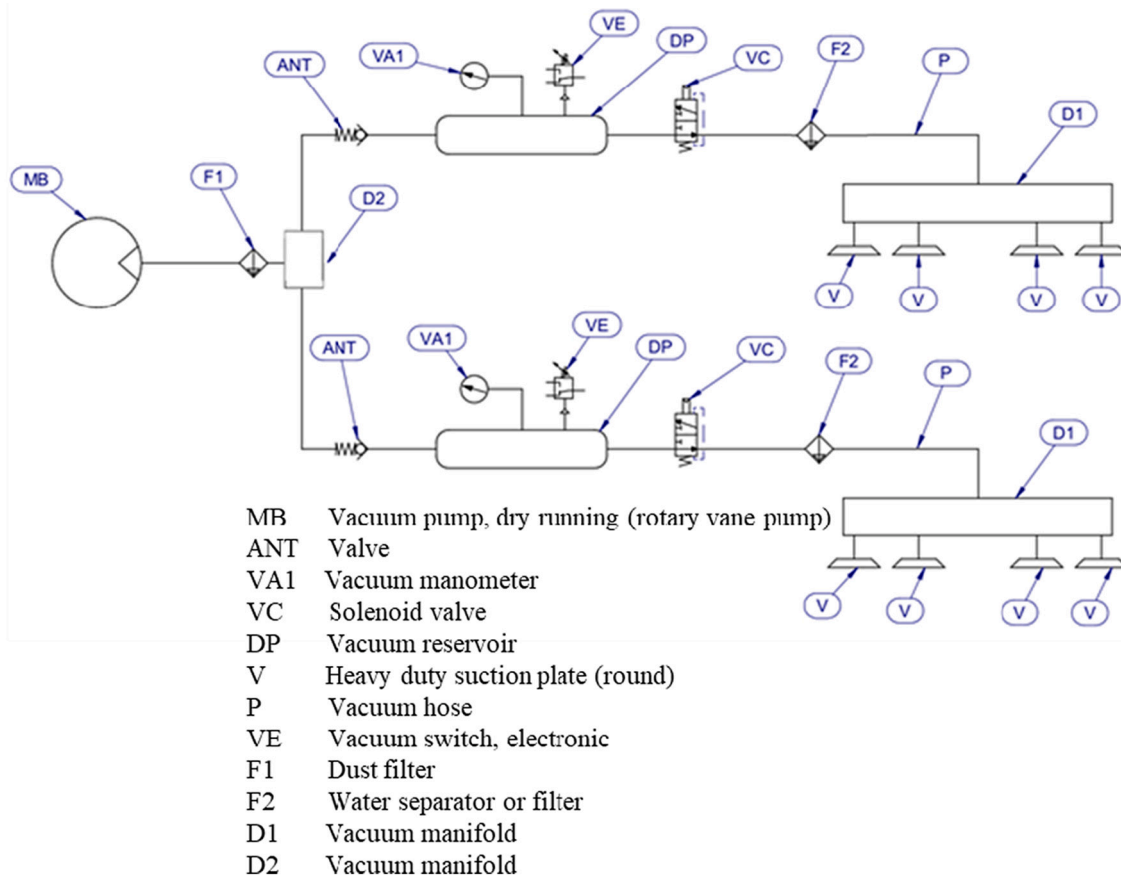 VE
VA1
DP
F2
ANT
VC
P
D1
F1
MB
D2
V
V
V
V
VE
VA1
DP
VC
ANT
F2
P
D1
MB Vacuum pump, dry running (rotary vane pump)
ANT Valve
VA1 Vacuum manometer
VC Solenoid valve
DP Vacuum reservoir
V Heavy duty suction plate (round)
P Vacuum hose
VE Vacuum switch, electronic
F1 Dust filter
F2 Water separator or filter
D1 Vacuum manifold
D2 Vacuum manifold
V
V
V
V